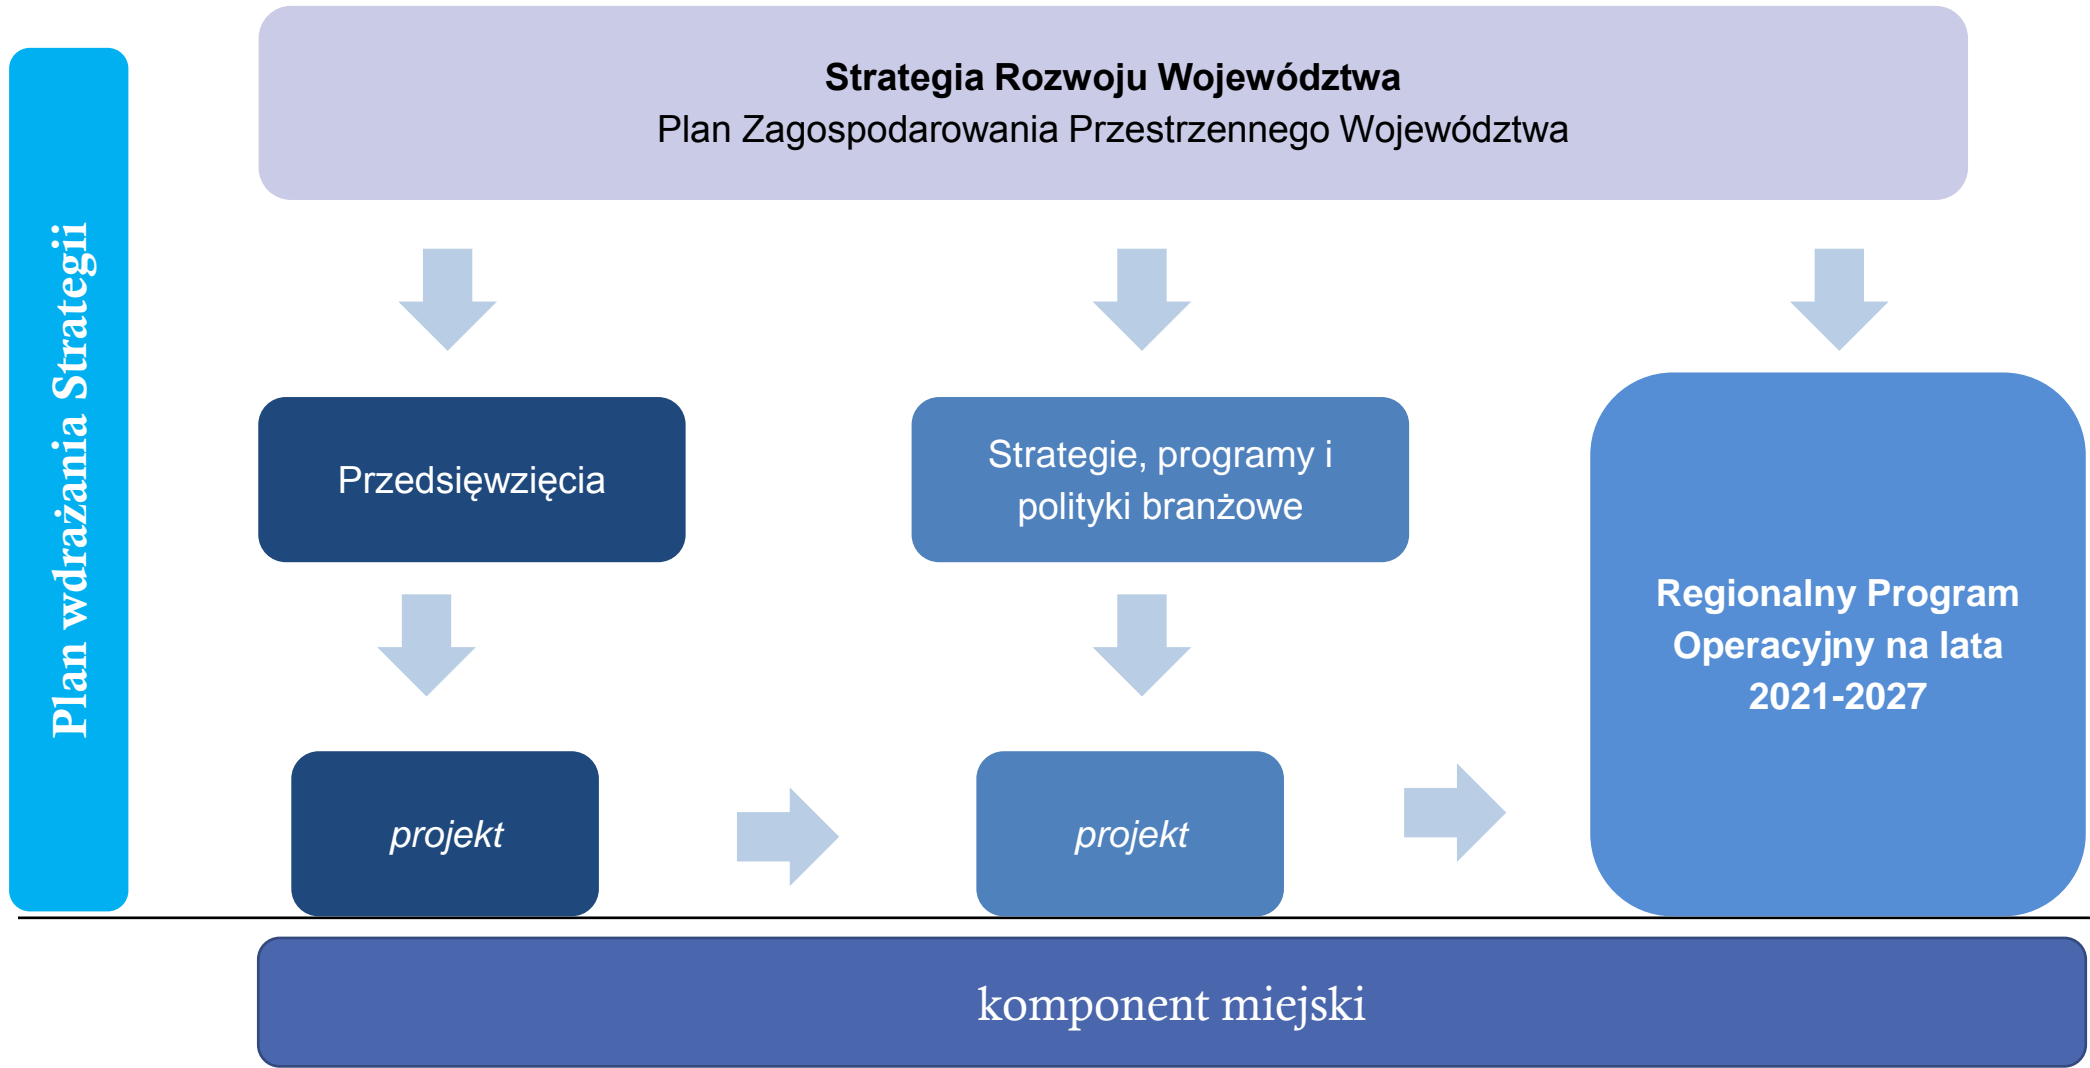 Plan wdrażania Strategii
Strategia Rozwoju Województwa
Plan Zagospodarowania Przestrzennego Województwa
Przedsięwzięcia
Strategie, programy i
polityki branżowe
Regionalny Program
Operacyjny na lata
2021-2027
projekt
projekt
komponent miejski